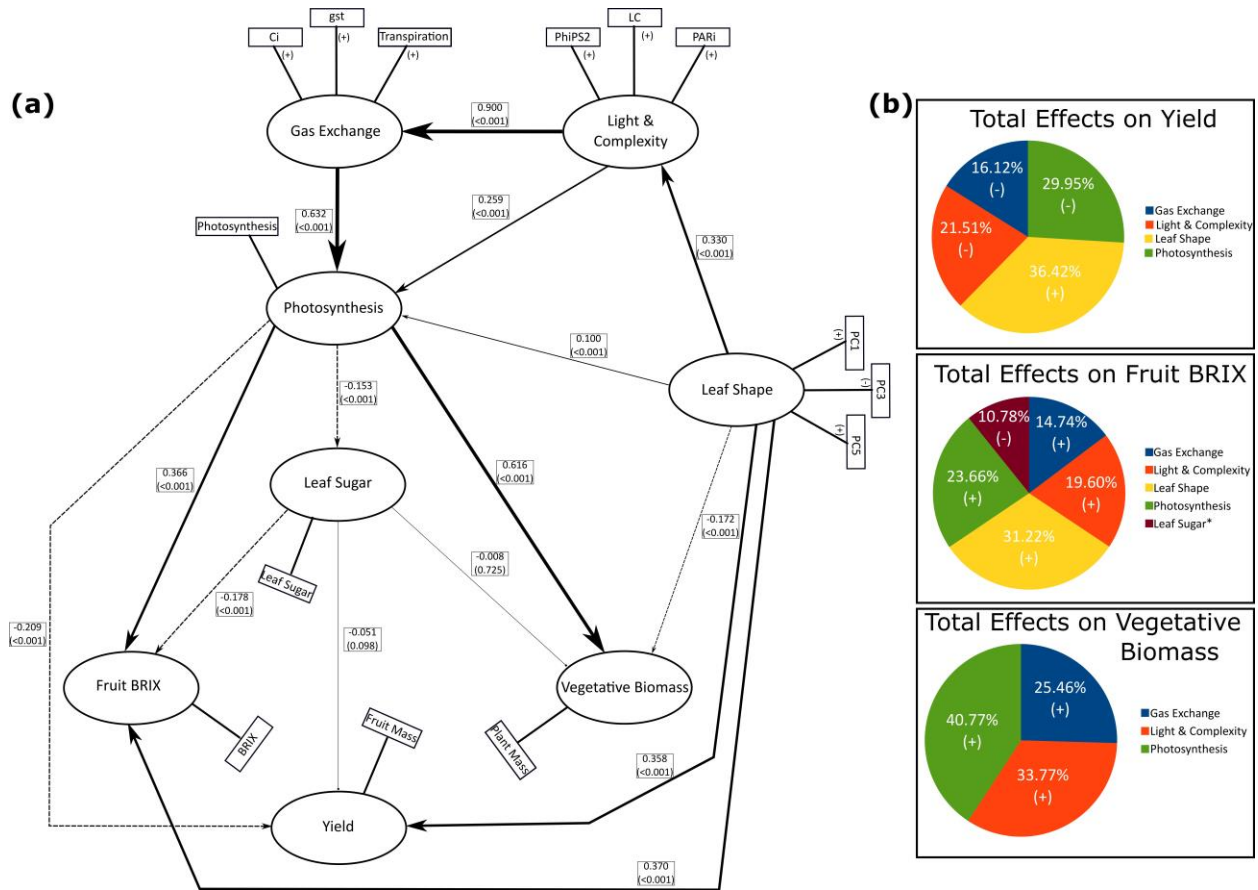 (a)
Ci
(+)
gst
(+)
Transpiration
(+)
Gas Exchange
PhiPS2
(+)
LC
(+)
PARi
(+)
Light &
Complexity
0.900
(<0.001)
0.632
(<0.001)
0.259
(<0.001)
0.330
(<0.001)
Photosynthesis
Photosynthesis
0.100
(<0.001)
Leaf Shape
PC1
(+)
PC3
(-)
PC5
(+)
-0.153
(<0.001)
0.366
(<0.001)
Leaf Sugar
0.616
(<0.001)
-0.172
(<0.001)
Leaf Sugar
-0.178
(<0.001)
-0.008
(0.725)
-0.209
(<0.001)
-0.051
(0.098)
Fruit BRIX
BRIX
Vegetative Biomass
Plant Mass
Fruit Mass
0.358
(<0.001)
Yield
0.370
(<0.001)
(b)
Total Effects on Yield
16.12%
(-)
29.95%
(-)
21.51%
(-)
36.42%
(+)
Gas Exchange
Light & Complexity
Leaf Shape
Photosynthesis
Total Effects on Fruit BRIX
10.78%
(-)
14.74%
(+)
23.66%
(+)
19.60%
(+)
31.22%
(+)
Gas Exchange
Light & Complexity
Leaf Shape
Photosynthesis
Leaf Sugar*
Total Effects on Vegetative
Biomass
25.46%
(+)
40.77%
(+)
33.77%
(+)
Gas Exchange
Light & Complexity
Photosynthesis